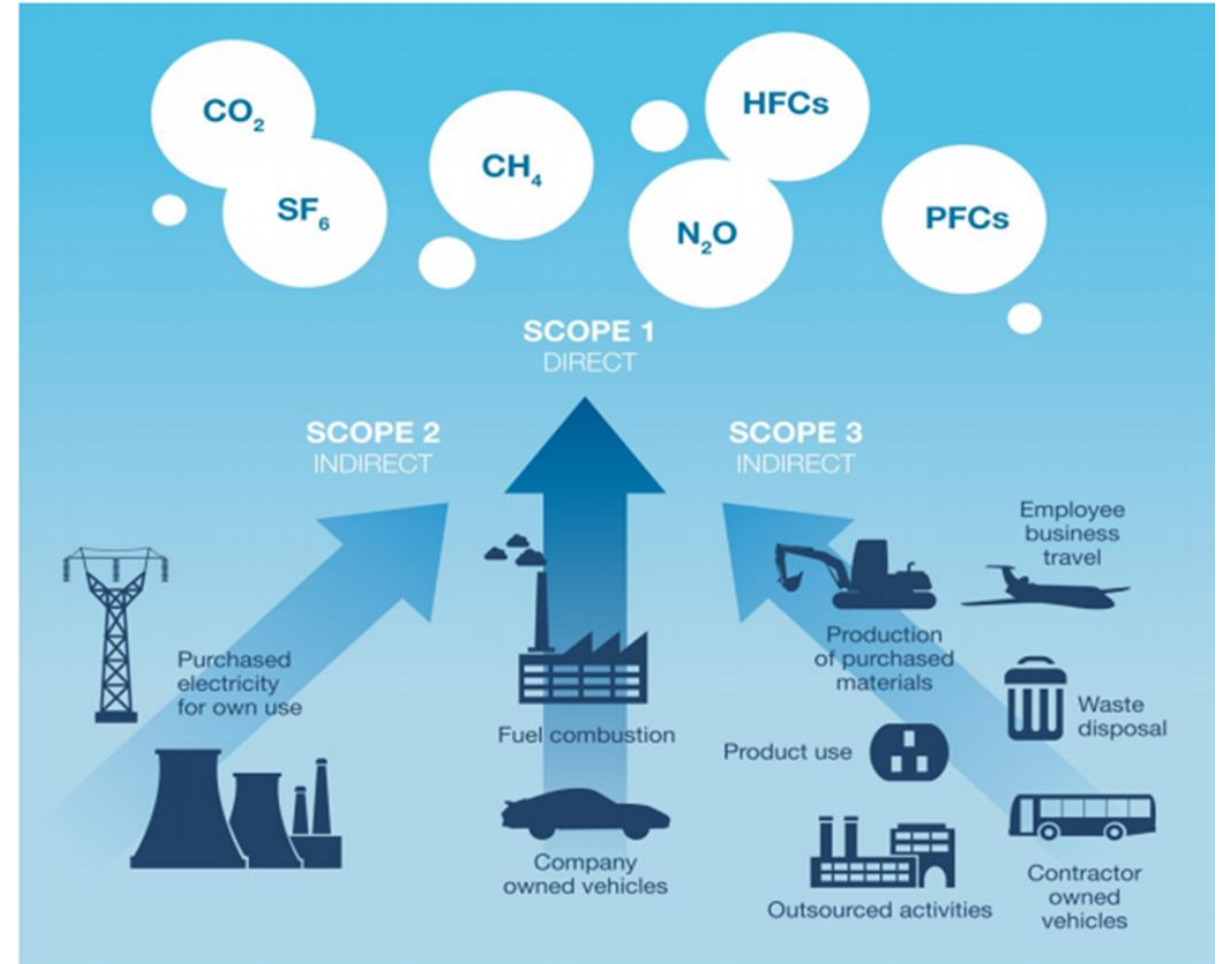 CO₂
SF₆
CH₄
HFCs
N₂O
PFCs
SCOPE 1
DIRECT
SCOPE 2
INDIRECT
SCOPE 3
INDIRECT
Purchased
electricity
for own use
Fuel combustion
Company
owned vehicles
Employee
business
travel
Production
of purchased
materials
Waste
disposal
Product use
Outsourced activities
Contractor
owned
vehicles